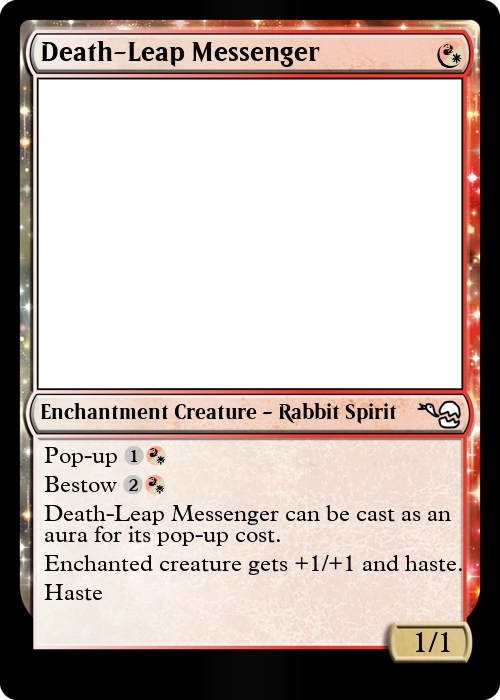 Death-Leap Messenger
Enchantment Creature – Rabbit Spirit
Pop-up 1
Bestow 2
Death-Leap Messenger can be cast as an
aura for its pop-up cost.
Enchanted creature gets +1/+1 and haste.
Haste
1/1